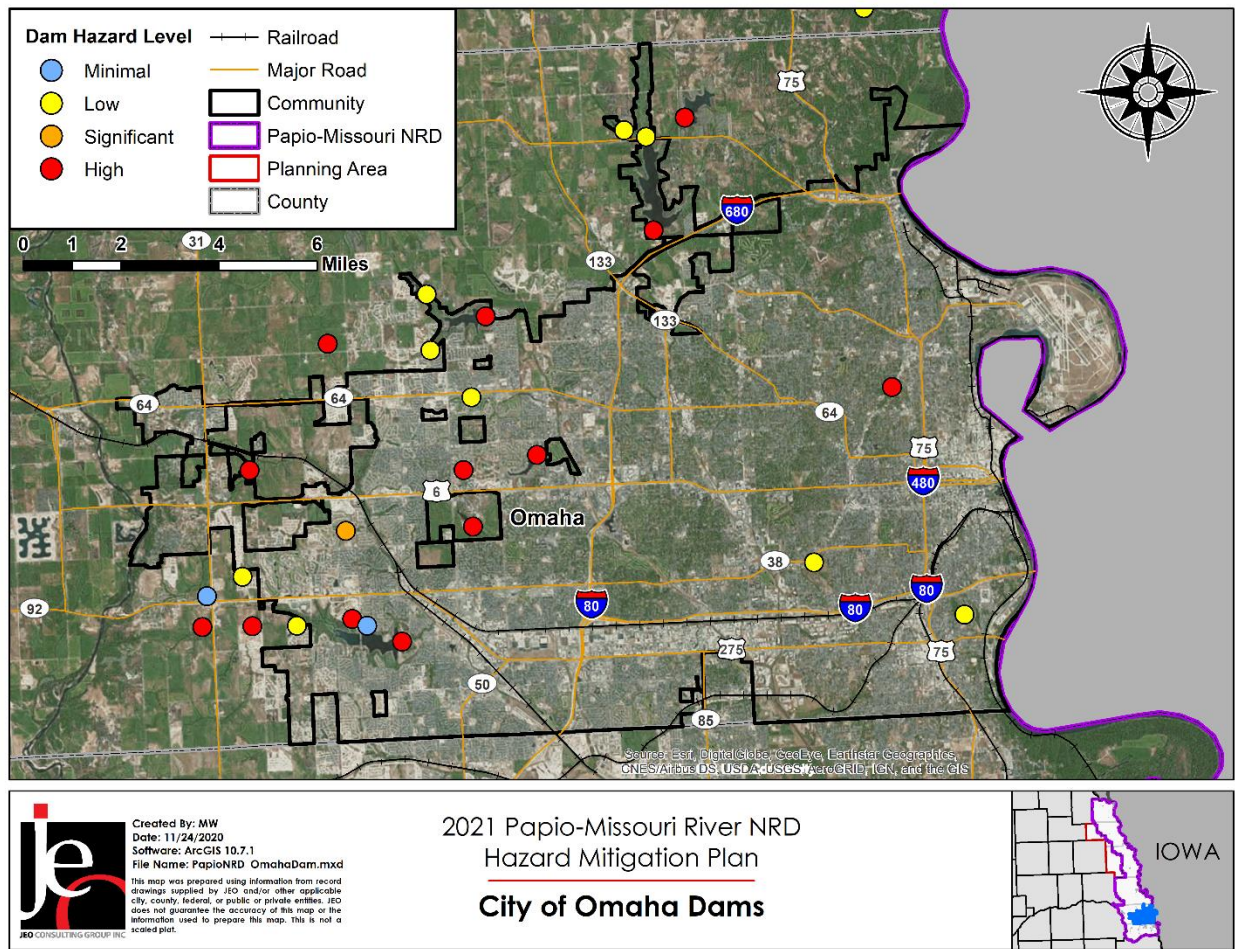 Dam Hazard Level
Minimal
Low
Significant
High
Railroad
Major Road
Community
Papio-Missouri NRD
Planning Area
County
0 1 2 4 6
Miles
31
75
680
133
133
64
64
64
75
480
6
Omaha
38
92
80
80
80
275
75
50
85
Source: Esri, DigitalGlobe, GeoEye, Earthstar Geographics,
CNES/Airbus DS, USDA, USGS, AeroGRID, IGN, and the GIS
je
JEO CONSULTING GROUP INC
Created By: MW
Date: 11/24/2020
Software: ArcGIS 10.7.1
File Name: PapioNRD_OmahaDam.mxd
This map was prepared using information from record
drawings supplied by JEO and/or other applicable
city, county, federal, or public or private entities. JEO
does not guarantee the accuracy of this map or the
information used to prepare this map. This is not a
scaled plat.
2021 Papio-Missouri River NRD
Hazard Mitigation Plan
City of Omaha Dams
IOWA